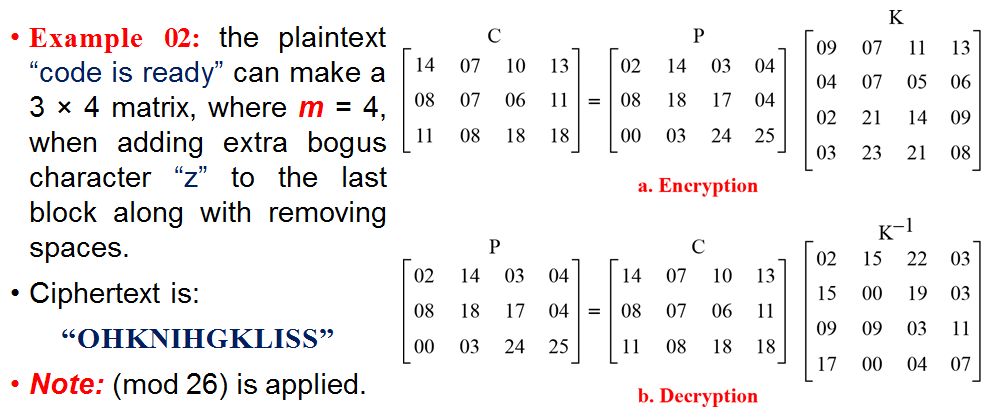 • Example 02: the plaintext
“code is ready” can make a
3 × 4 matrix, where m = 4,
when adding extra bogus
character “z” to the last
block along with removing
spaces.
• Ciphertext is:
“OHKNIHGKLISS”
• Note: (mod 26) is applied.
C P K
14 07 10 13
08 07 06 11
11 08 18 18
=
02 14 03 04
08 18 17 04
00 03 24 25
09 07 11 13
04 07 05 06
02 21 14 09
03 23 21 08
a. Encryption
P C K−1
02 14 03 04
08 18 17 04
00 03 24 25
=
14 07 10 13
08 07 06 11
11 08 18 18
02 15 22 03
15 00 19 03
09 09 03 11
17 00 04 07
b. Decryption